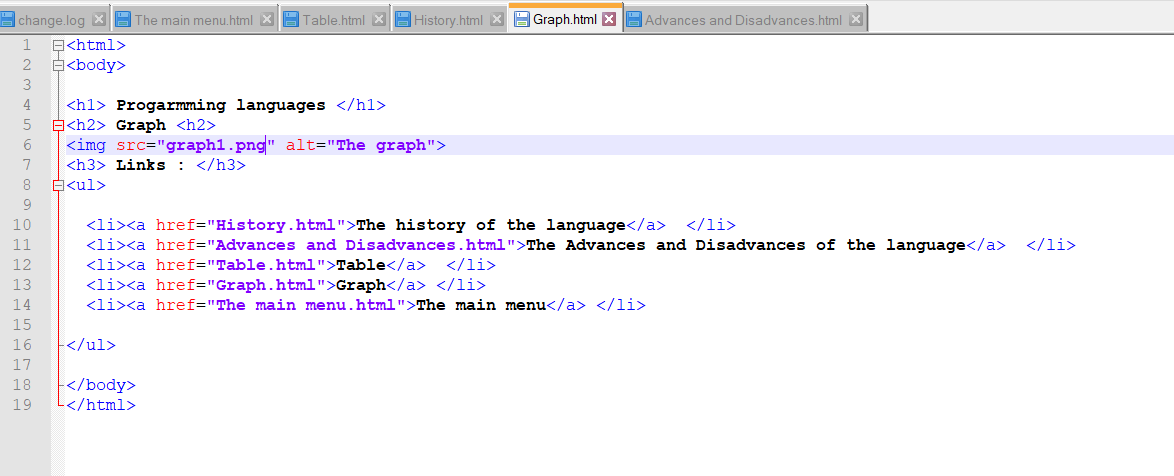 change.log The main menu.html Table.html History.html Graph.html Advances and Disadvances.html
1 <html>
2 <body>
3
4 <h1> Progarmming languages </h1>
5 <h2> Graph <h2>
6 <img src="graph1.png" alt="The graph">
7 <h3> Links : </h3>
8 <ul>
9
10 <li><a href="History.html">The history of the language</a>  </li>
11 <li><a href="Advances and Disadvances.html">The Advances and Disadvances of the language</a>  </li>
12 <li><a href="Table.html">Table</a>  </li>
13 <li><a href="Graph.html">Graph</a> </li>
14 <li><a href="The main menu.html">The main menu</a> </li>
15
16 </ul>
17
18 </body>
19 </html>